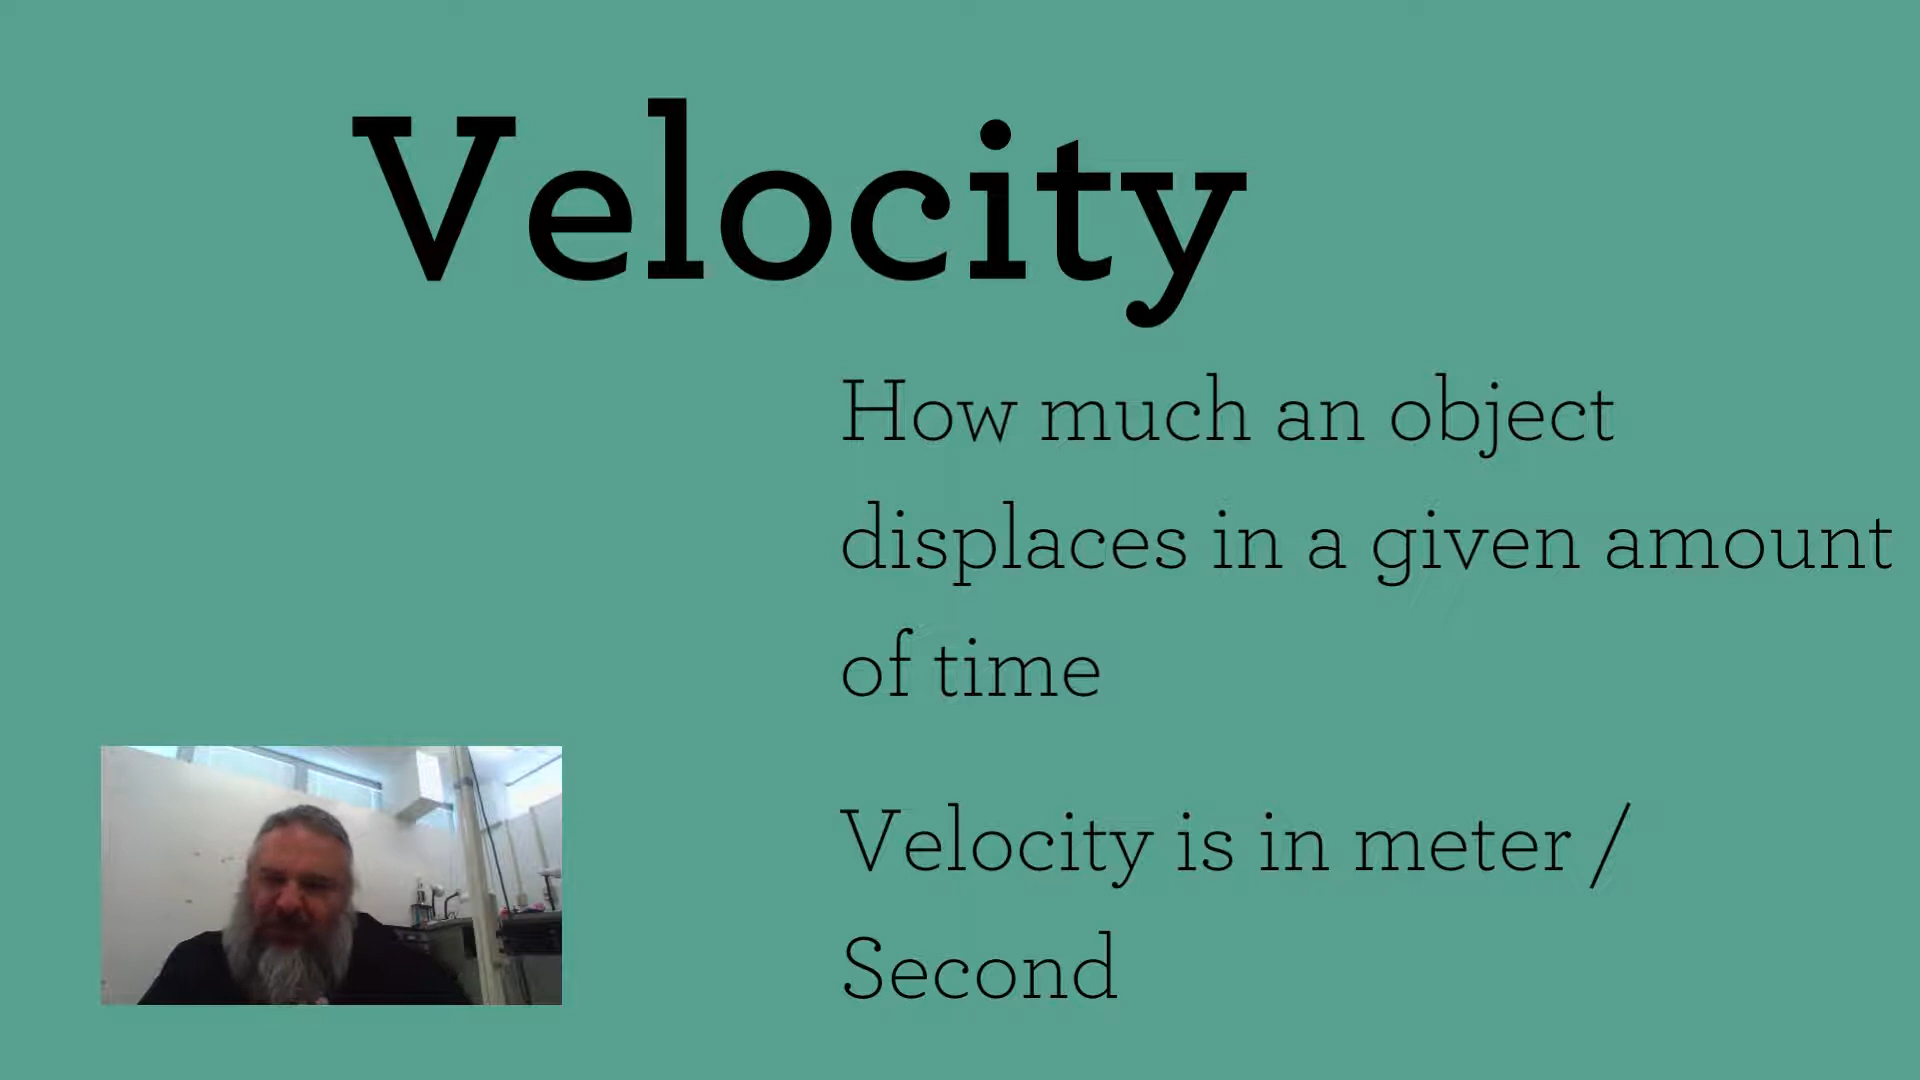 Velocity
How much an object
displaces in a given amount
of time
Velocity is in meter /
Second